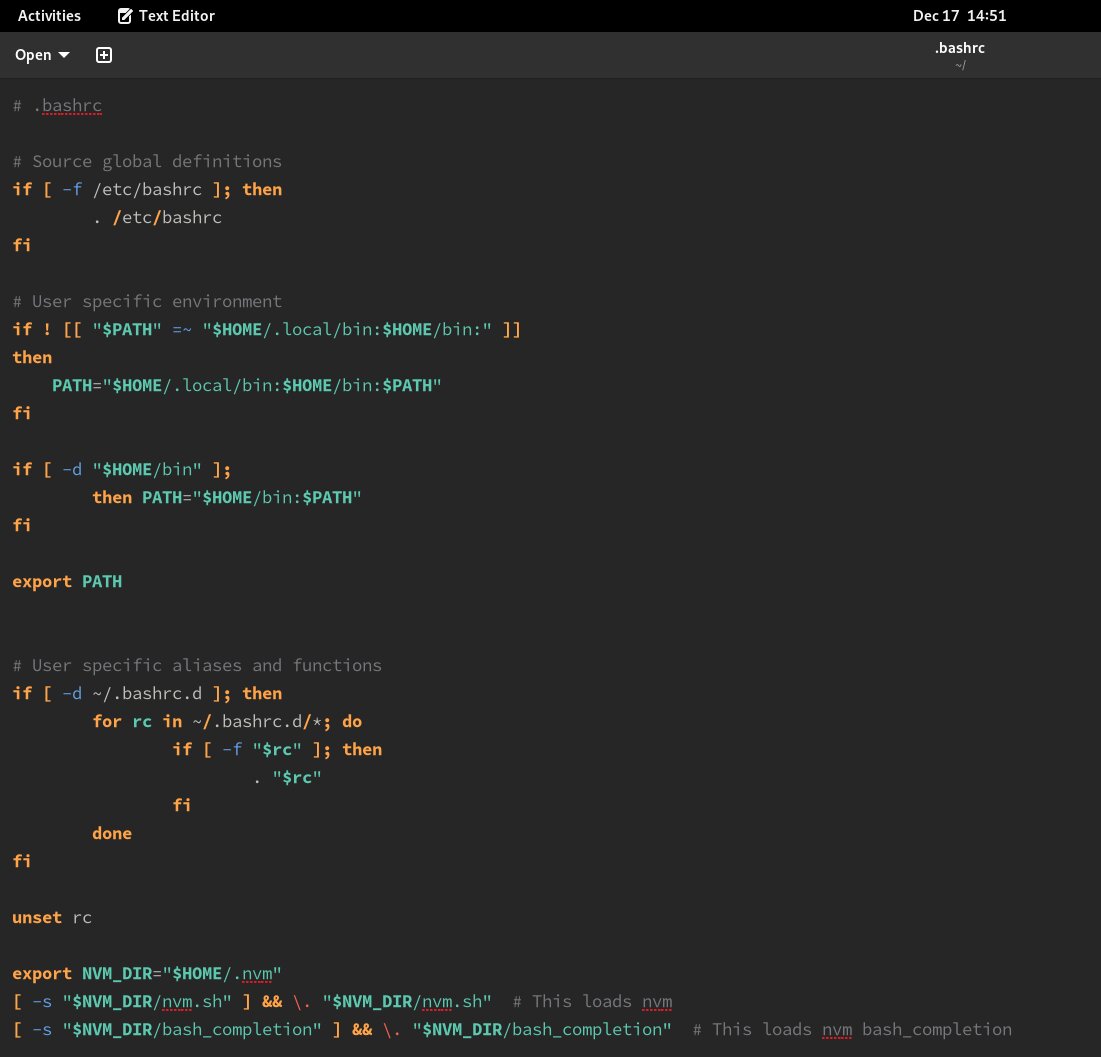 Activities Text Editor Dec 17 14:51
Open .bashrc
~/
# .bashrc
# Source global definitions
if [ -f /etc/bashrc ]; then
        . /etc/bashrc
fi
# User specific environment
if ! [[ "$PATH" =~ "$HOME/.local/bin:$HOME/bin:" ]]
then
    PATH="$HOME/.local/bin:$HOME/bin:$PATH"
fi
if [ -d "$HOME/bin" ];
        then PATH="$HOME/bin:$PATH"
fi
export PATH
# User specific aliases and functions
if [ -d ~/.bashrc.d ]; then
        for rc in ~/.bashrc.d/*; do
                if [ -f "$rc" ]; then
                        . "$rc"
                fi
        done
fi
unset rc
export NVM_DIR="$HOME/.nvm"
[ -s "$NVM_DIR/nvm.sh" ] && \. "$NVM_DIR/nvm.sh"  # This loads nvm
[ -s "$NVM_DIR/bash_completion" ] && \. "$NVM_DIR/bash_completion"  # This loads nvm bash_completion